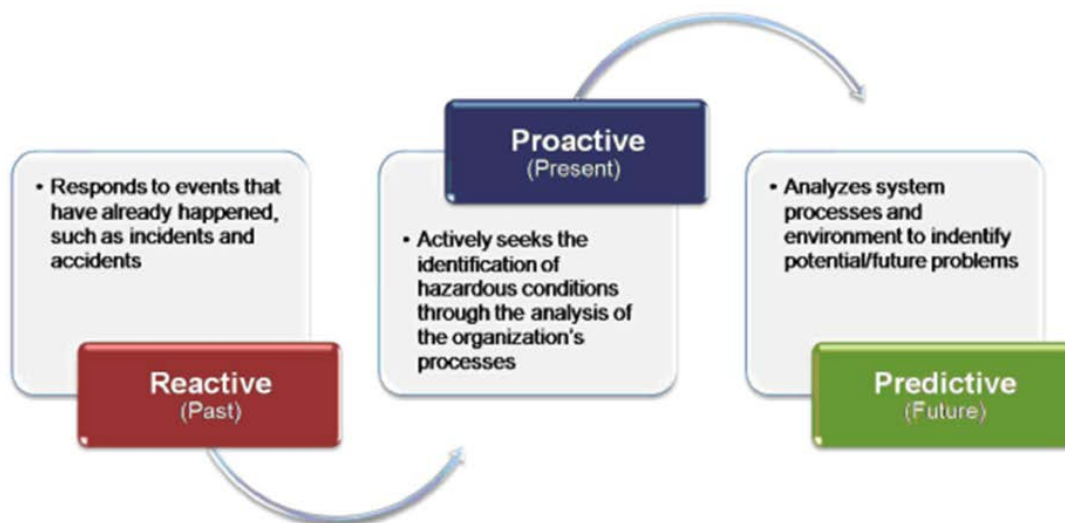 • Responds to events that
have already happened,
such as incidents and
accidents
Reactive
(Past)
Proactive
(Present)
• Actively seeks the
identification of
hazardous conditions
through the analysis of
the organization's
processes
• Analyzes system
processes and
environment to indentify
potential/future problems
Predictive
(Future)